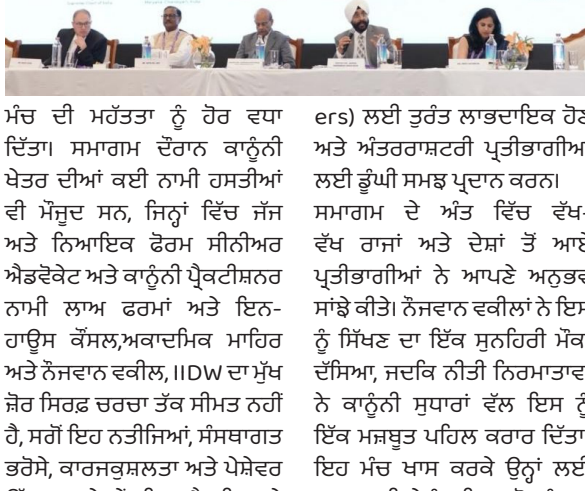 ਮੰਚ ਦੀ ਮਹੱਤਤਾ ਨੂੰ ਹੋਰ ਵਧਾ
ਦਿੱਤਾ। ਸਮਾਗਮ ਦੌਰਾਨ ਕਾਨੂੰਨੀ
ਖੇਤਰ ਦੀਆਂ ਕਈ ਨਾਮੀ ਹਸਤੀਆਂ
ਵੀ ਮੌਜੂਦ ਸਨ, ਜਿਨ੍ਹਾਂ ਵਿੱਚ ਜੱਜ
ਅਤੇ ਨਿਆਇਕ ਫੋਰਮ ਸੀਨੀਅਰ
ਐਡਵੋਕੇਟ ਅਤੇ ਕਾਨੂੰਨੀ ਪ੍ਰੈਕਟੀਸ਼ਨਰ
ਨਾਮੀ ਲਾਅ ਫਰਮਾਂ ਅਤੇ ਇਨ-
ਹਾਊਸ ਕੌਂਸਲ,ਅਕਾਦਮਿਕ ਮਾਹਿਰ
ਅਤੇ ਨੌਜਵਾਨ ਵਕੀਲ, IIDW ਦਾ ਮੁੱਖ
ਜ਼ੋਰ ਸਿਰਫ਼ ਚਰਚਾ ਤੱਕ ਸੀਮਤ ਨਹੀਂ
ਹੈ, ਸਗੋਂ ਇਹ ਨਤੀਜਿਆਂ, ਸੰਸਥਾਗਤ
ਭਰੋਸੇ, ਕਾਰਜਕੁਸ਼ਲਤਾ ਅਤੇ ਪੇਸ਼ੇਵਰ
ers) ਲਈ ਤੁਰੰਤ ਲਾਭਦਾਇਕ ਹੋਣ
ਅਤੇ ਅੰਤਰਰਾਸ਼ਟਰੀ ਪ੍ਰਤੀਭਾਗੀਆਂ
ਲਈ ਡੂੰਘੀ ਸਮਝ ਪ੍ਰਦਾਨ ਕਰਨ।
ਸਮਾਗਮ ਦੇ ਅੰਤ ਵਿੱਚ ਵੱਖ-
ਵੱਖ ਰਾਜਾਂ ਅਤੇ ਦੇਸ਼ਾਂ ਤੋਂ ਆਏ
ਪ੍ਰਤੀਭਾਗੀਆਂ ਨੇ ਆਪਣੇ ਅਨੁਭਵ
ਸਾਂਝੇ ਕੀਤੇ। ਨੌਜਵਾਨ ਵਕੀਲਾਂ ਨੇ ਇਸ
ਨੂੰ ਸਿੱਖਣ ਦਾ ਇੱਕ ਸੁਨਹਿਰੀ ਮੌਕਾ
ਦੱਸਿਆ, ਜਦਕਿ ਨੀਤੀ ਨਿਰਮਾਤਾਵਾਂ
ਨੇ ਕਾਨੂੰਨੀ ਸੁਧਾਰਾਂ ਵੱਲ ਇਸ ਨੂੰ
ਇੱਕ ਮਜ਼ਬੂਤ ਪਹਿਲ ਕਰਾਰ ਦਿੱਤਾ।
ਇਹ ਮੰਚ ਖਾਸ ਕਰਕੇ ਉਨ੍ਹਾਂ ਲਈ